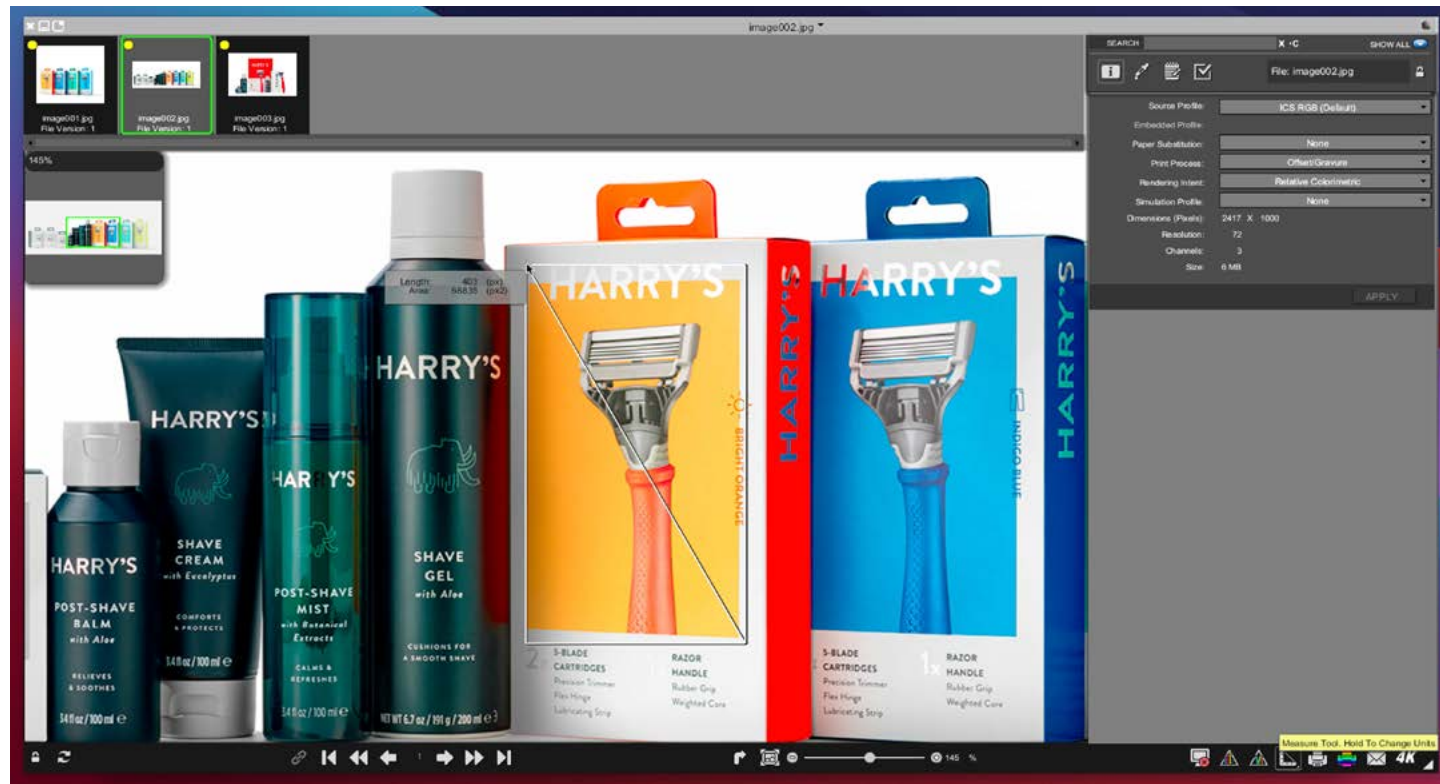 image002.jpg
image001.jpg
File Version: 1
image002.jpg
File Version: 1
image003.jpg
File Version: 1
SEARCH
X
SHOW ALL
File: image002.jpg
Source Profile: ICS RGB (Default)
Embedded Profile:
Paper Substitution: None
Print Process: Offset/Gravure
Rendering Intent: Relative Colorimetric
Simulation Profile: None
Dimensions (Pixels): 2417 X 1000
Resolution: 72
Channels: 3
Size: 6 MB
APPLY
145%
Length: 403 (px)
Area: (px2)
HARRY'S
POST-SHAVE
BALM
with Aloe
RELIEVES
& SOOTHES
3.4 fl oz / 100 ml e
HARRY'S
SHAVE
CREAM
with Eucalyptus
COMFORTS
& PROTECTS
3.4 fl oz / 100 ml e
HARRY'S
POST-SHAVE
MIST
with Botanical
Extracts
CALMS &
REFRESHES
3.4 fl oz / 100 ml e
HARRY'S
SHAVE
GEL
with Aloe
CUSHIONS FOR
A SMOOTH SHAVE
NET WT 6.7 oz / 191 g / 200 ml e
HARRY'S
BRIGHT ORANGE
2x
5-BLADE
CARTRIDGES
Precision Trimmer
Flex Hinge
Lubricating Strip
RAZOR
HANDLE
Rubber Grip
Weighted Core
HARRY'S
HARRY'S
INDIGO BLUE
5-BLADE
CARTRIDGES
Precision Trimmer
Flex Hinge
Lubricating Strip
1x
RAZOR
HANDLE
Rubber Grip
Weighted Core
HARRY'S
1
145 %
Measure Tool. Hold To Change Units
4K